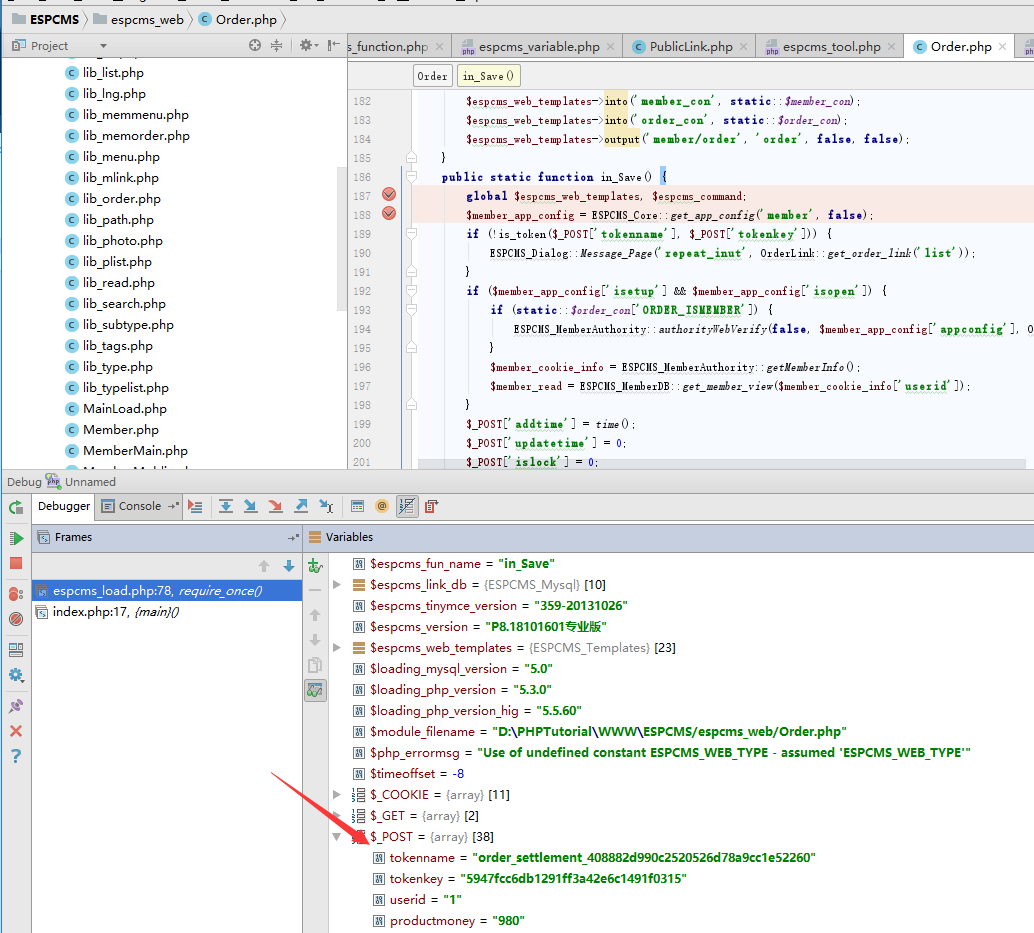 ESPCMS espcms_web Order.php
Project
s_function.php espcms_variable.php PublicLink.php espcms_tool.php Order.php
Order in_Save()
lib_list.php
lib_lng.php
lib_memmenu.php
lib_memorder.php
lib_menu.php
lib_mlink.php
lib_order.php
lib_path.php
lib_photo.php
lib_plist.php
lib_read.php
lib_search.php
lib_subtype.php
lib_tags.php
lib_type.php
lib_typelist.php
MainLoad.php
Member.php
MemberMain.php
182 $espcms_web_templates->into('member_con', static::$member_con);
183 $espcms_web_templates->into('order_con', static::$order_con);
184 $espcms_web_templates->output('member/order', 'order', false, false);
185 }
186 public static function in_Save() {
187 global $espcms_web_templates, $espcms_command;
188 $member_app_config = ESPCMS_Core::get_app_config('member', false);
189 if (!is_token($_POST['tokenname'], $_POST['tokenkey'])) {
190 ESPCMS_Dialog::Message_Page('repeat_inut', OrderLink::get_order_link('list'));
191 }
192 if ($member_app_config['isetup'] && $member_app_config['isopen']) {
193 if (static::$order_con['ORDER_ISMEMBER']) {
194 ESPCMS_MemberAuthority::authorityWebVerify(false, $member_app_config['appconfig'], O
195 }
196 $member_cookie_info = ESPCMS_MemberAuthority::getMemberInfo();
197 $member_read = ESPCMS_MemberDB::get_member_view($member_cookie_info['userid']);
198 }
199 $_POST['addtime'] = time();
200 $_POST['updatetime'] = 0;
201 $_POST['islock'] = 0;
Debug Unnamed
Debugger Console
Frames
espcms_load.php:78, require_once()
index.php:17, {main}()
Variables
$espcms_fun_name = "in_Save"
$espcms_link_db = {ESPCMS_Mysql} [10]
$espcms_tinymce_version = "359-20131026"
$espcms_version = "P8.18101601专业版"
$espcms_web_templates = {ESPCMS_Templates} [23]
$loading_mysql_version = "5.0"
$loading_php_version = "5.3.0"
$loading_php_version_hig = "5.5.60"
$module_filename = "D:\PHPTutorial\WWW\ESPCMS/espcms_web/Order.php"
$php_errormsg = "Use of undefined constant ESPCMS_WEB_TYPE - assumed 'ESPCMS_WEB_TYPE'"
$timeoffset = -8
$_COOKIE = {array} [11]
$_GET = {array} [2]
$_POST = {array} [38]
tokenname = "order_settlement_408882d990c2520526d78a9cc1e52260"
tokenkey = "5947fcc6db1291ff3a42e6c1491f0315"
userid = "1"
productmoney = "980"